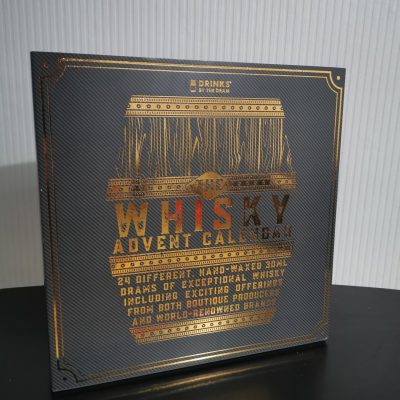 DRINKS
BY THE DRAM
THE
WHISKY
ADVENT CALENDAR
24 DIFFERENT, HAND-WAXED 30ML
DRAMS OF EXCEPTIONAL WHISKY
INCLUDING EXCITING OFFERINGS
FROM BOTH BOUTIQUE PRODUCERS
AND WORLD-RENOWNED BRANDS